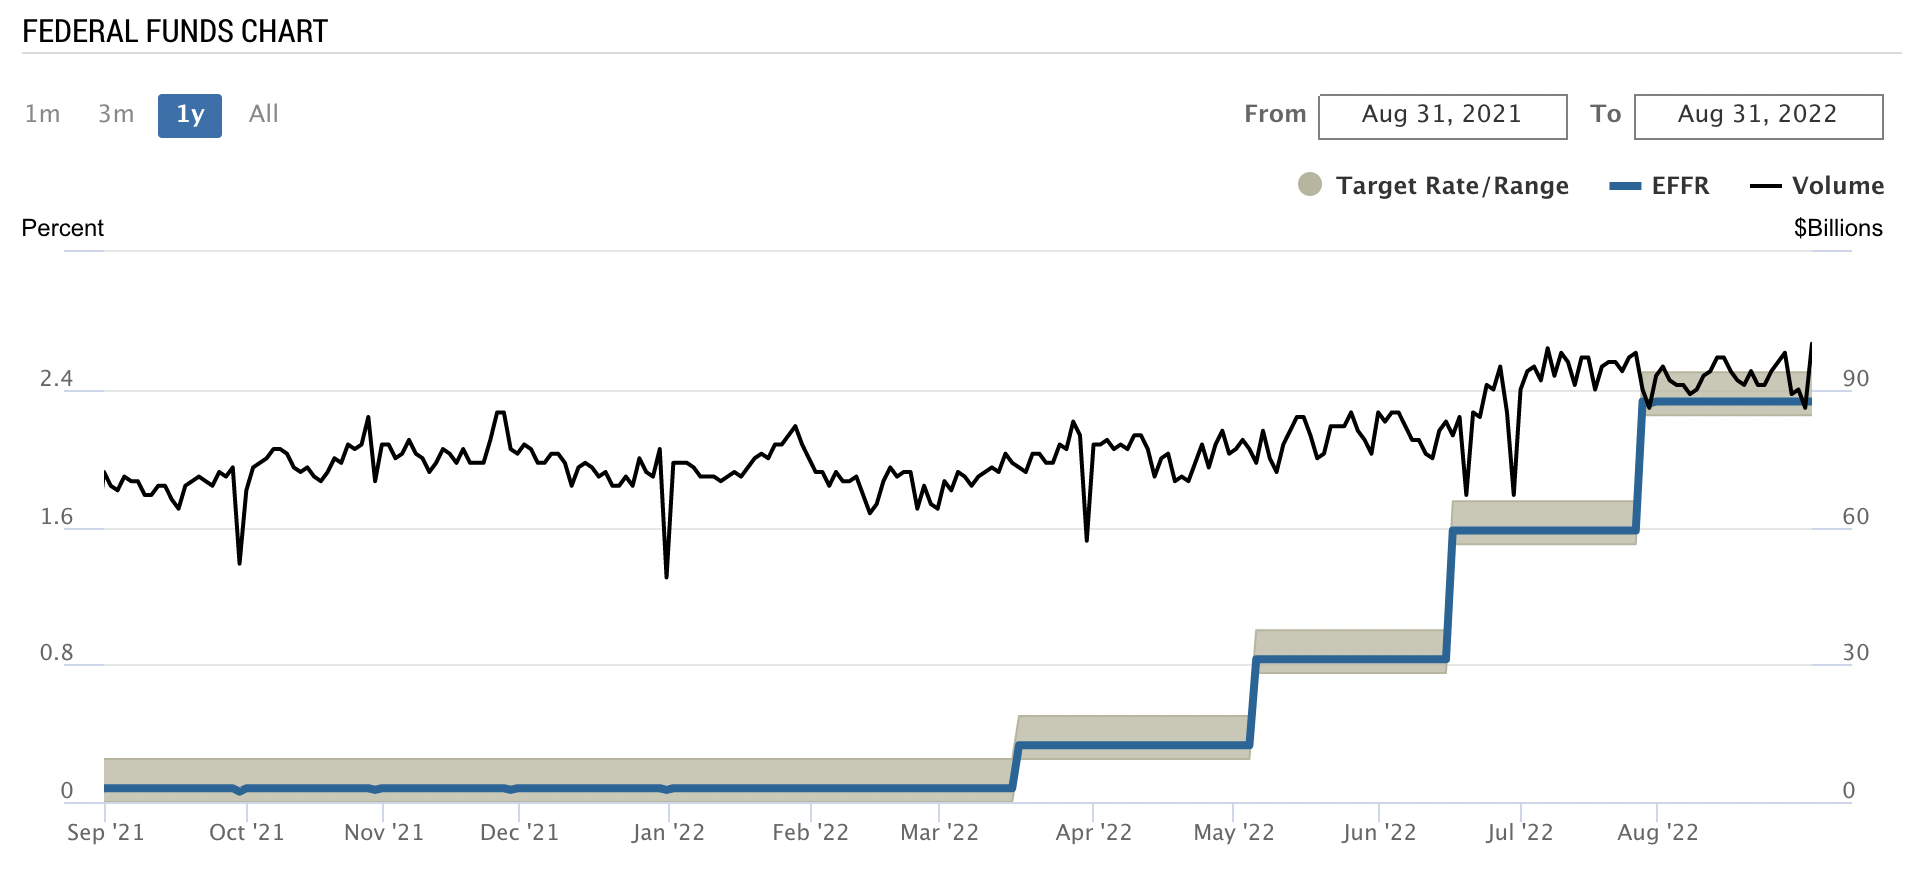 FEDERAL FUNDS CHART
1m 3m 1y All From Aug 31, 2021 To Aug 31, 2022
Target Rate/Range EFFR Volume
Percent $Billions
2.4 90
1.6 60
0.8 30
0 0
Sep '21 Oct '21 Nov '21 Dec '21 Jan '22 Feb '22 Mar '22 Apr '22 May '22 Jun '22 Jul '22 Aug '22